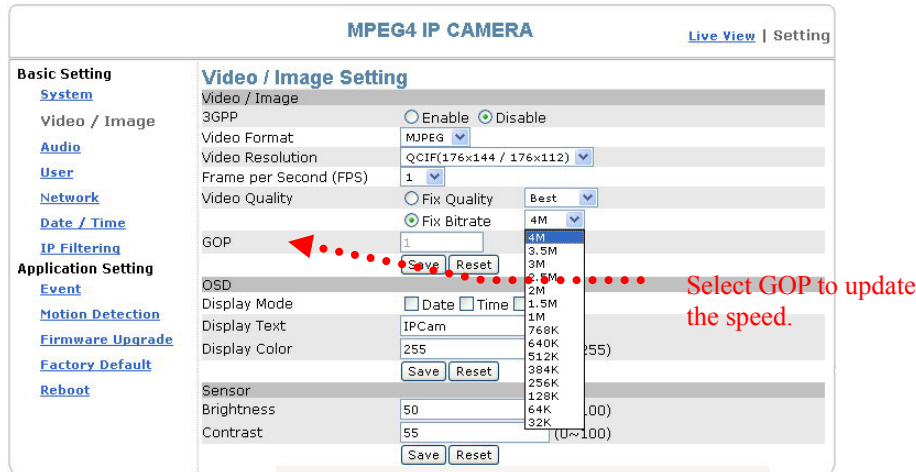 MPEG4 IP CAMERA
Live View | Setting
Basic Setting
System
Video / Image
Audio
User
Network
Date / Time
IP Filtering
Application Setting
Event
Motion Detection
Firmware Upgrade
Factory Default
Reboot
Video / Image Setting
Video / Image
3GPP Enable Disable
Video Format MJPEG
Video Resolution QCIF(176x144 / 176x112)
Frame per Second (FPS) 1
Video Quality Fix Quality Best
Fix Bitrate 4M
GOP 1
Save Reset
4M
3.5M
3M
2.5M
2M
1.5M
1M
768K
640K
512K
384K
256K
128K
64K
32K
OSD
Display Mode Date Time
Display Text IPCam
Display Color 255 255)
Save Reset
Sensor
Brightness 50 00)
Contrast 55 (0~100)
Save Reset
Select GOP to update
the speed.